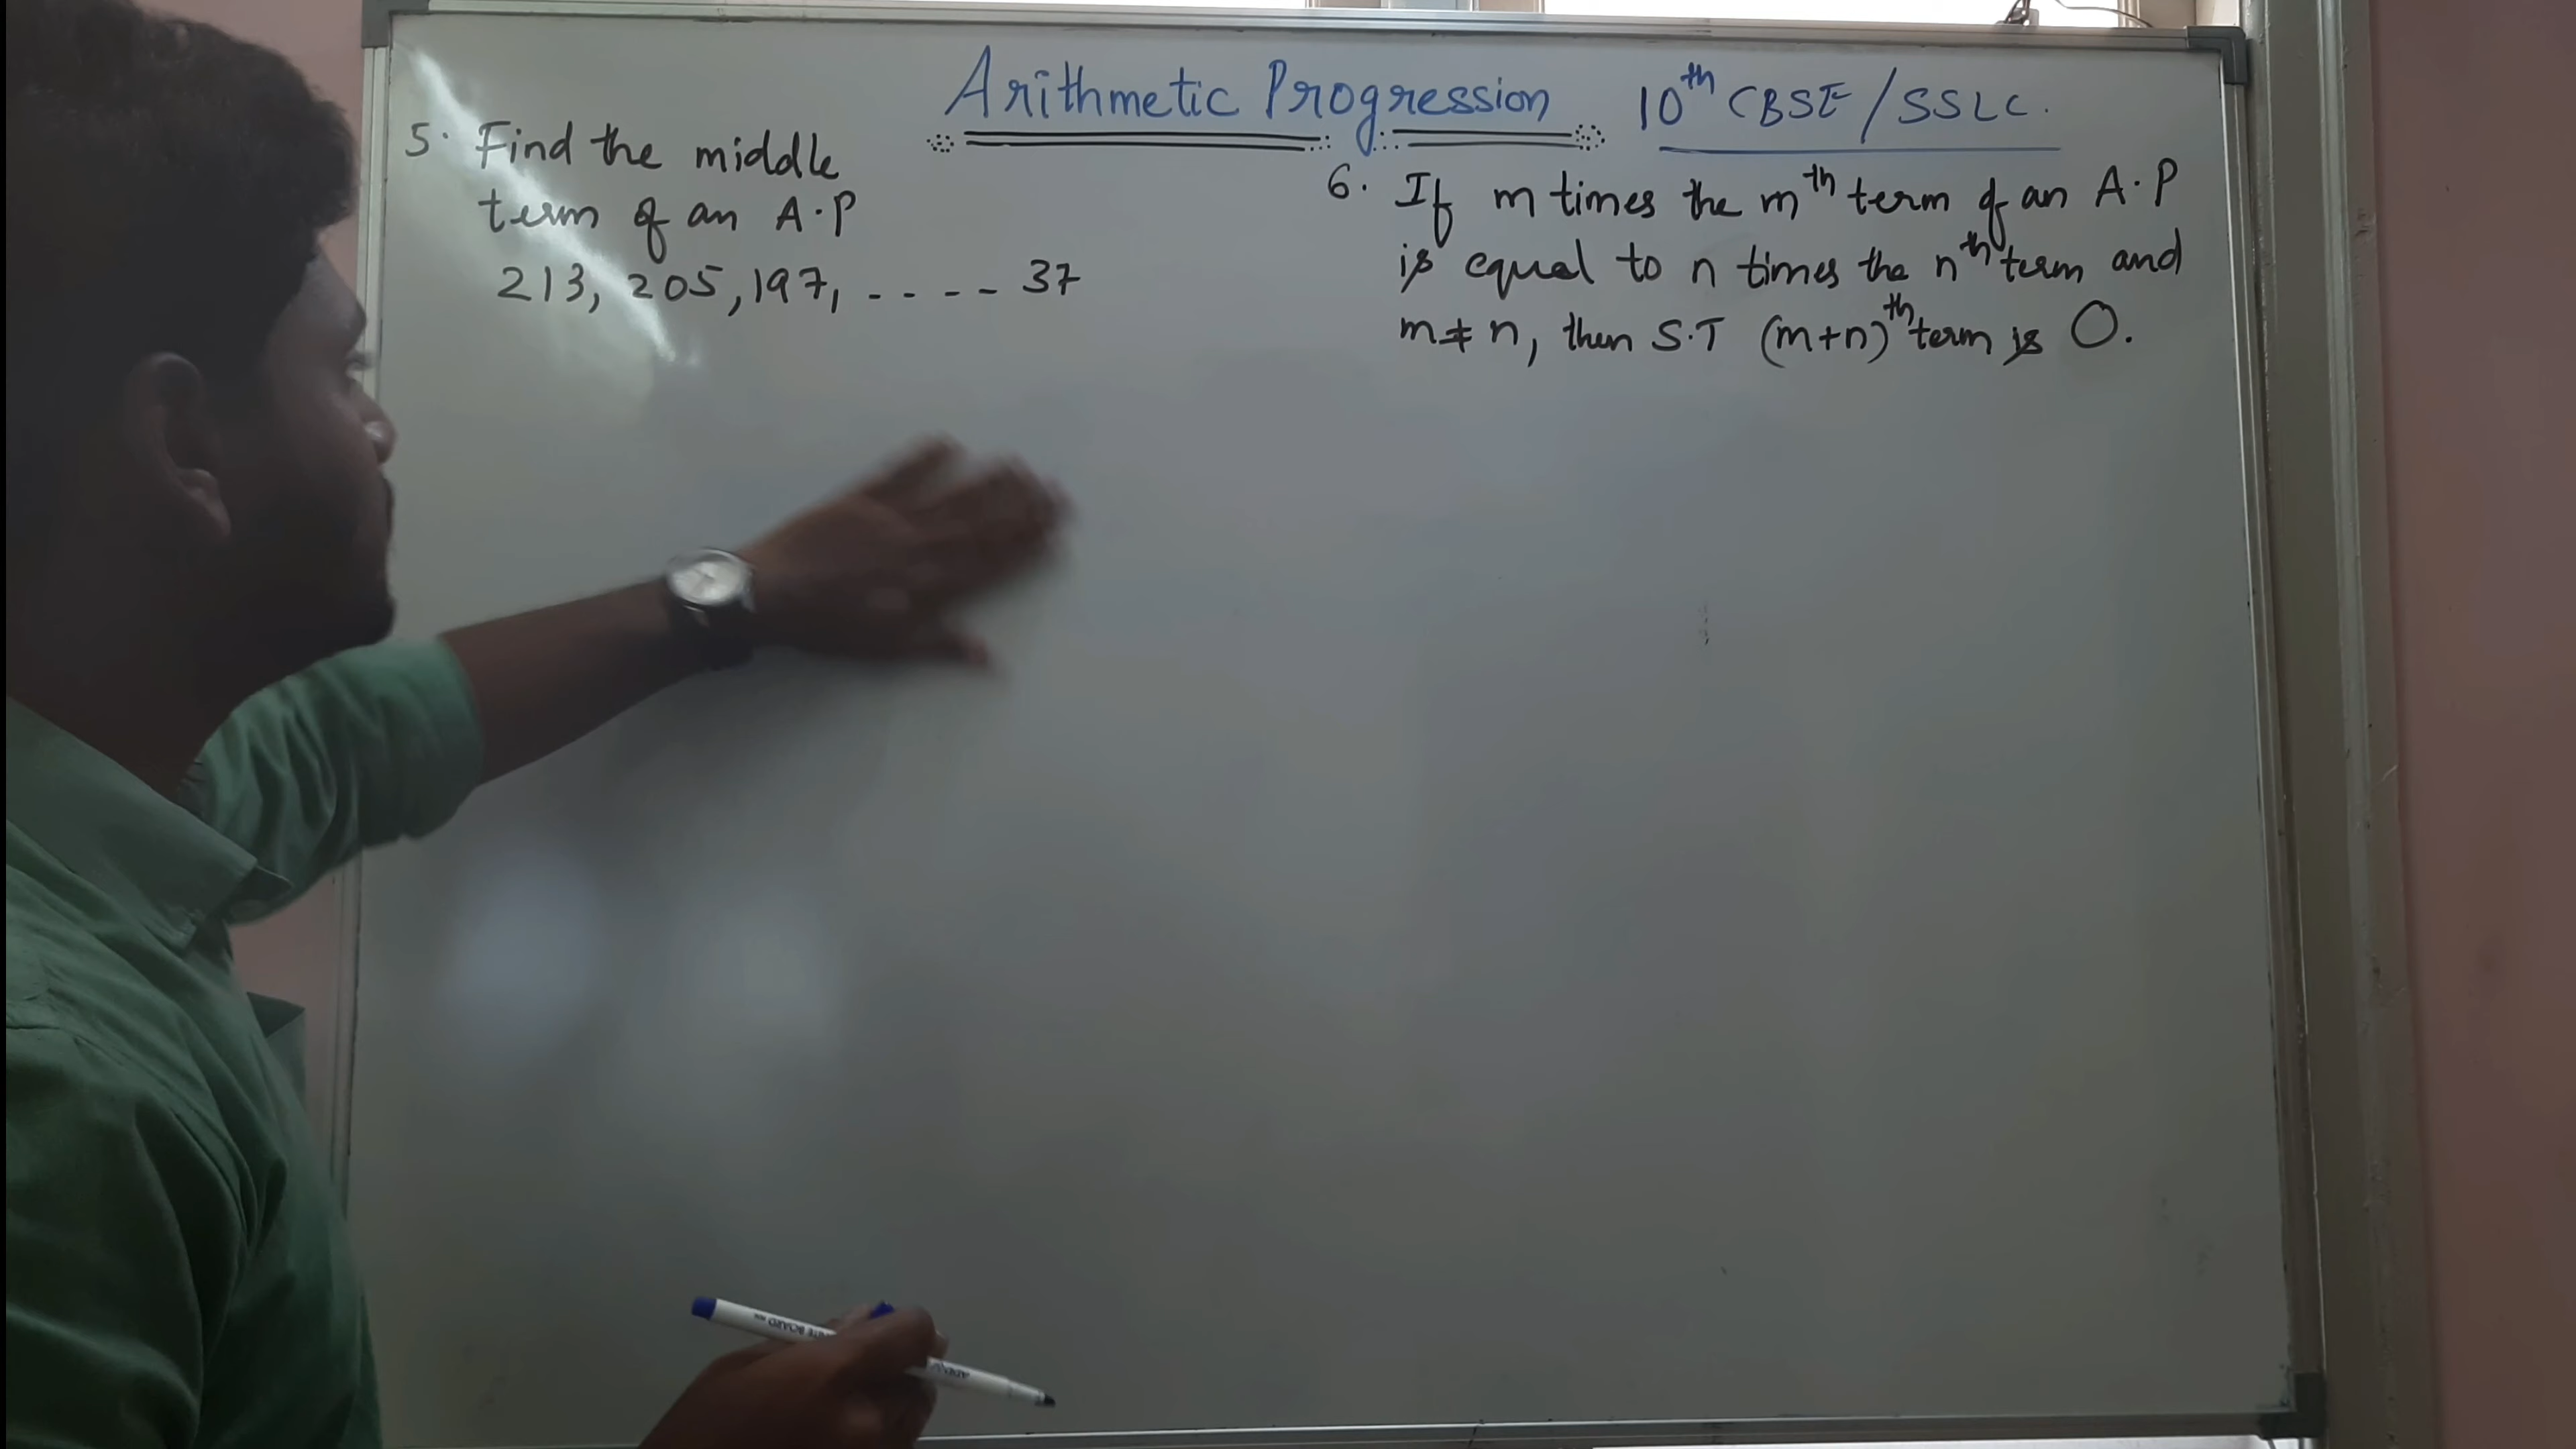 Arithmetic Progression 10th CBSE/SSLC.
5. Find the middle
term of an A.P
213, 205, 197, - - - - 37
6. If m times the mth term of an A.P
is equal to n times the nth term and
m ≠ n, then S.T (m+n)th term is 0.